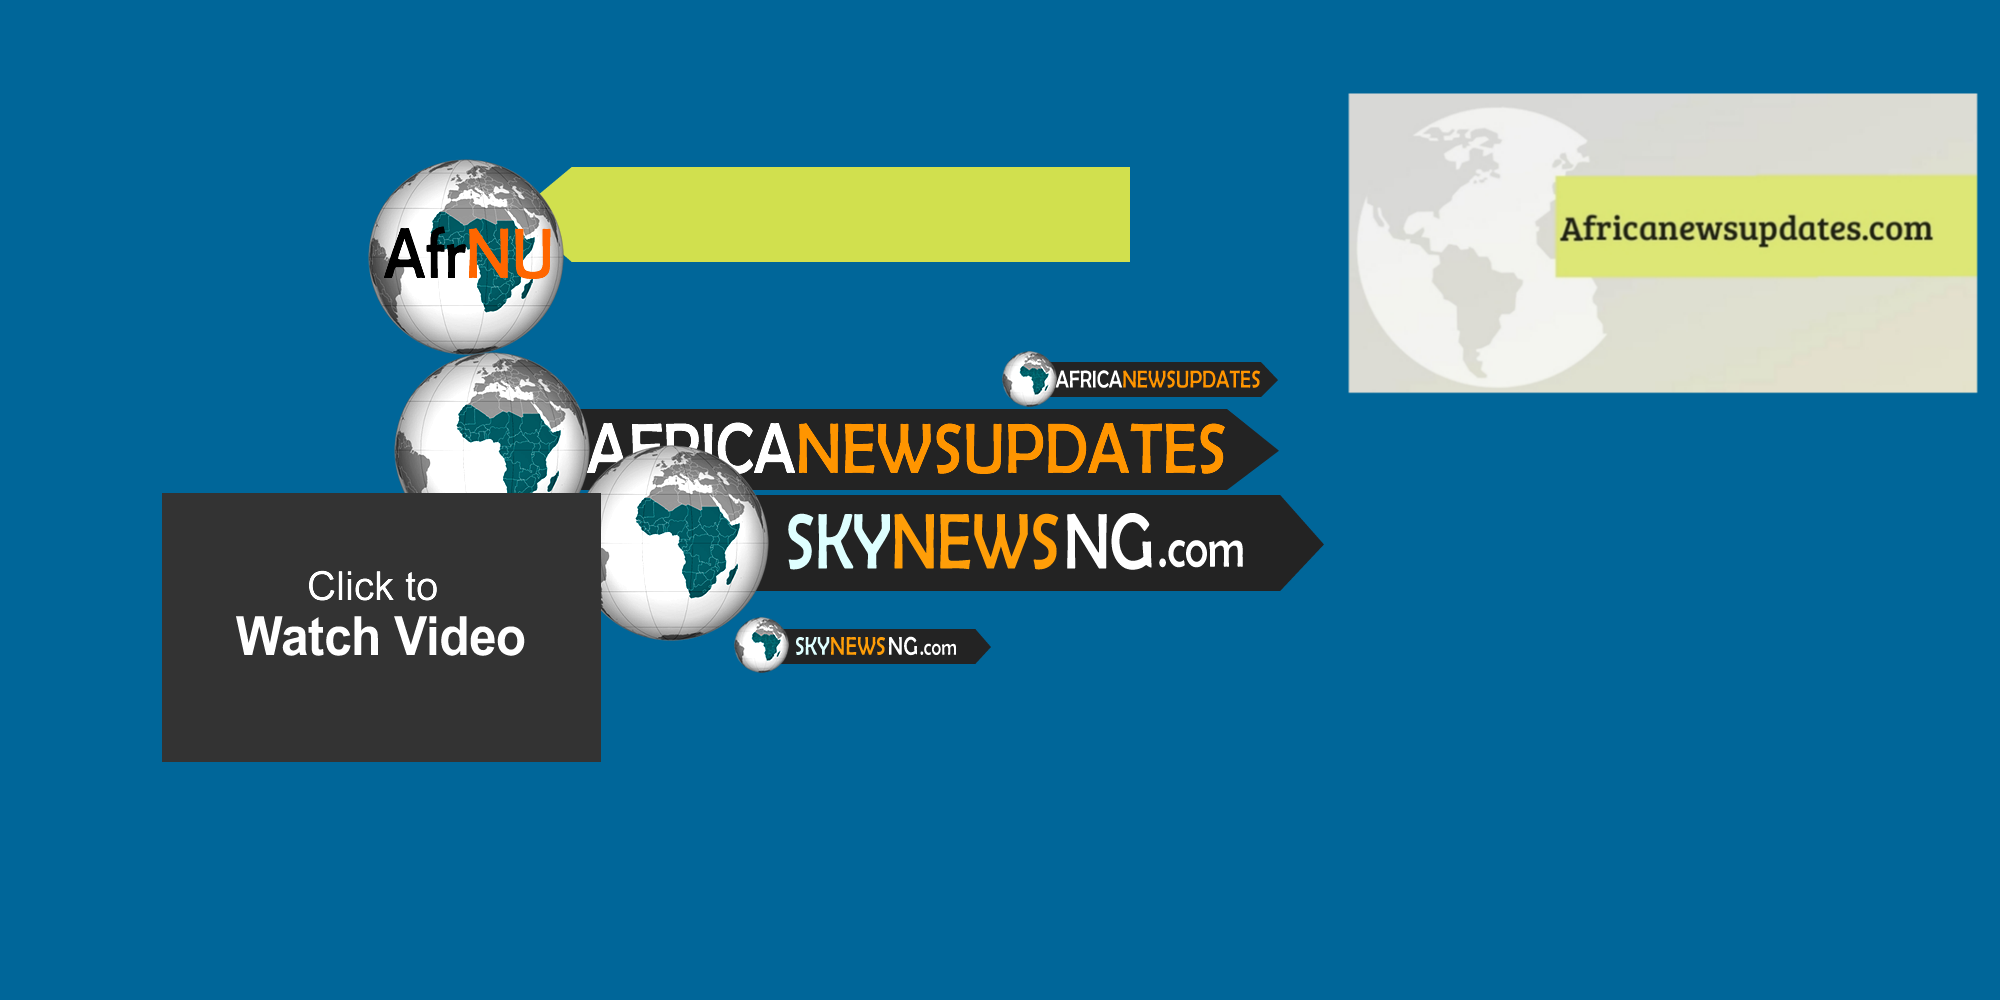 Africanewsupdates.com
AfrNU
AFRICANEWSUPDATES
AFRICANEWSUPDATES
SKYNEWSNG.com
Click to
Watch Video
SKYNEWSNG.com